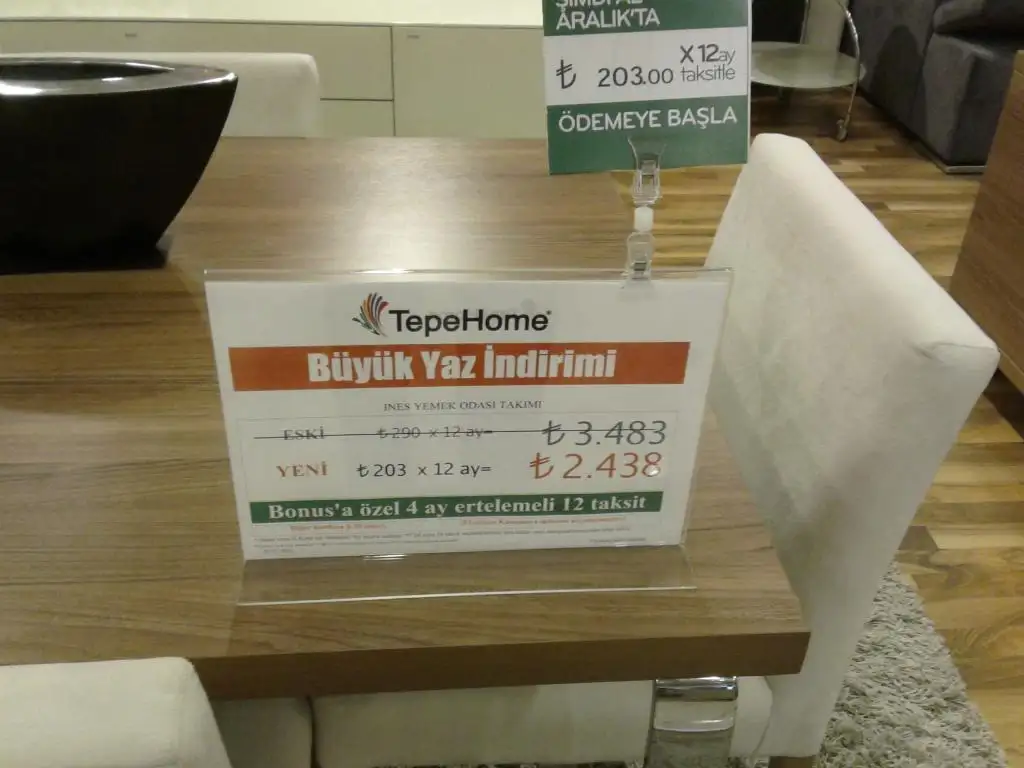 ŞİMDİ AL
ARALIK'TA
₺ 203.00 X 12 ay
taksitle
ÖDEMEYE BAŞLA
TepeHome
Büyük Yaz İndirimi
INES YEMEK ODASI TAKIMI
ESKİ ₺290 x 12 ay= ₺3.483
YENİ ₺203 x 12 ay= ₺2.438
Bonus'a özel 4 ay ertelemeli 12 taksit